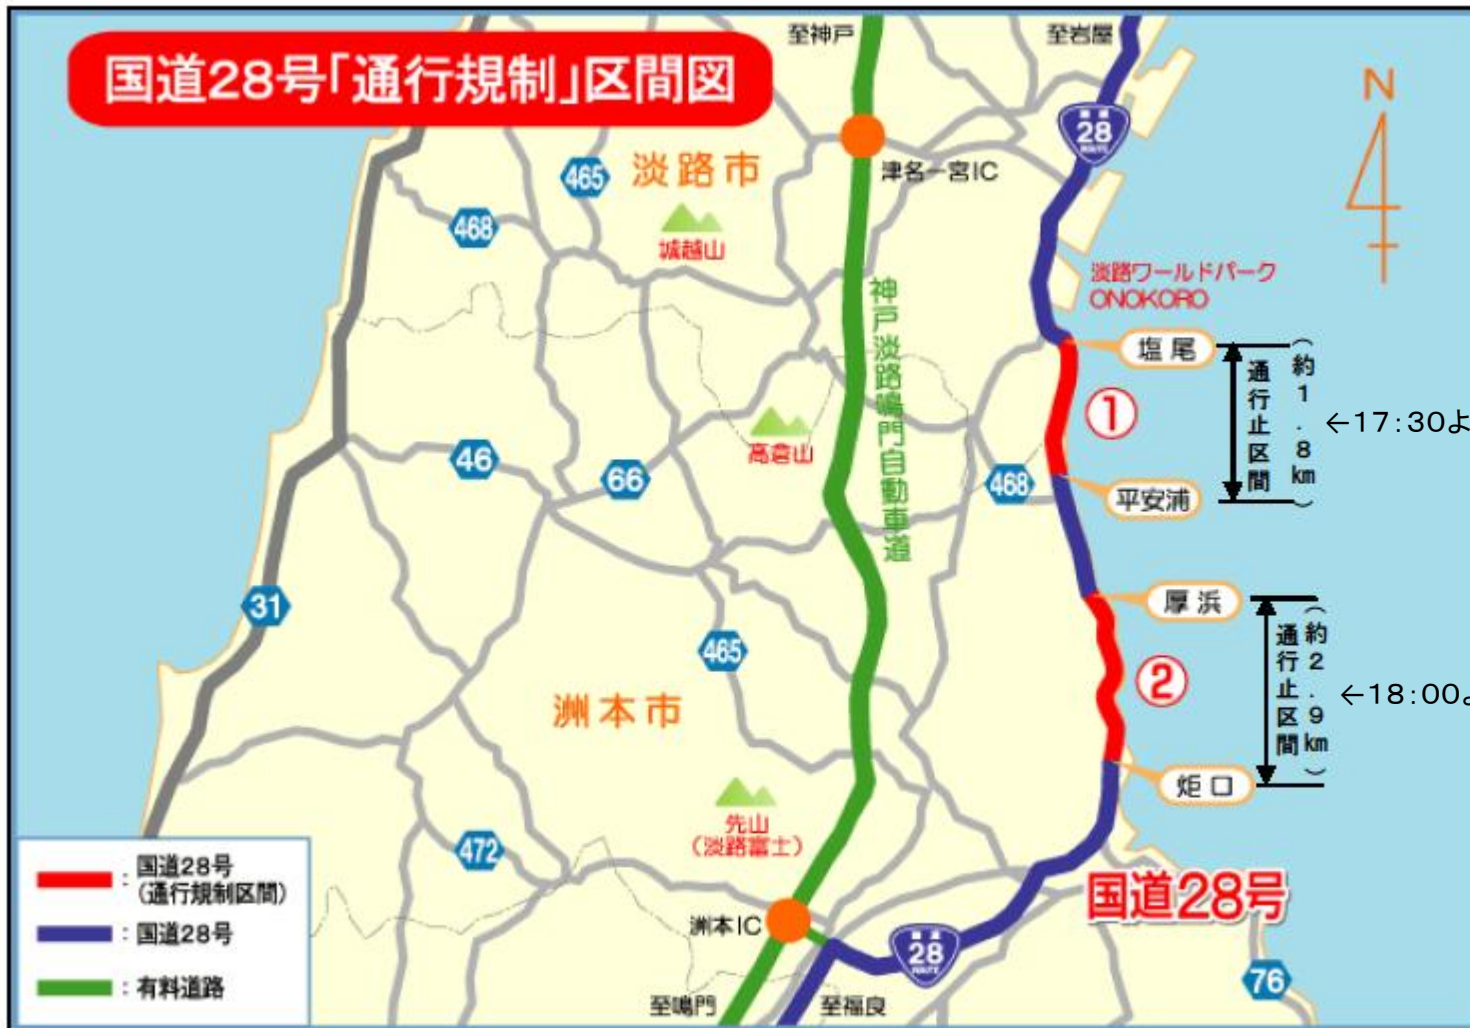 国道28号「通行規制」区間図
至神戸
至岩屋
国道
28
ROUTE
淡路市
465
津名一宮IC
468
城越山
淡路ワールドパーク
ONOKORO
神戸淡路鳴門自動車道
塩尾
通行止区間
（約1.8km）
①
←17:30よ
高倉山
46
66
468
平安浦
31
厚浜
465
②
通行止区間
（約2.9km）
←18:00よ
洲本市
炬口
先山
（淡路富士）
472
国道28号
洲本IC
国道
28
ROUTE
76
至鳴門
至福良
：国道28号
（通行規制区間）
：国道28号
：有料道路
N